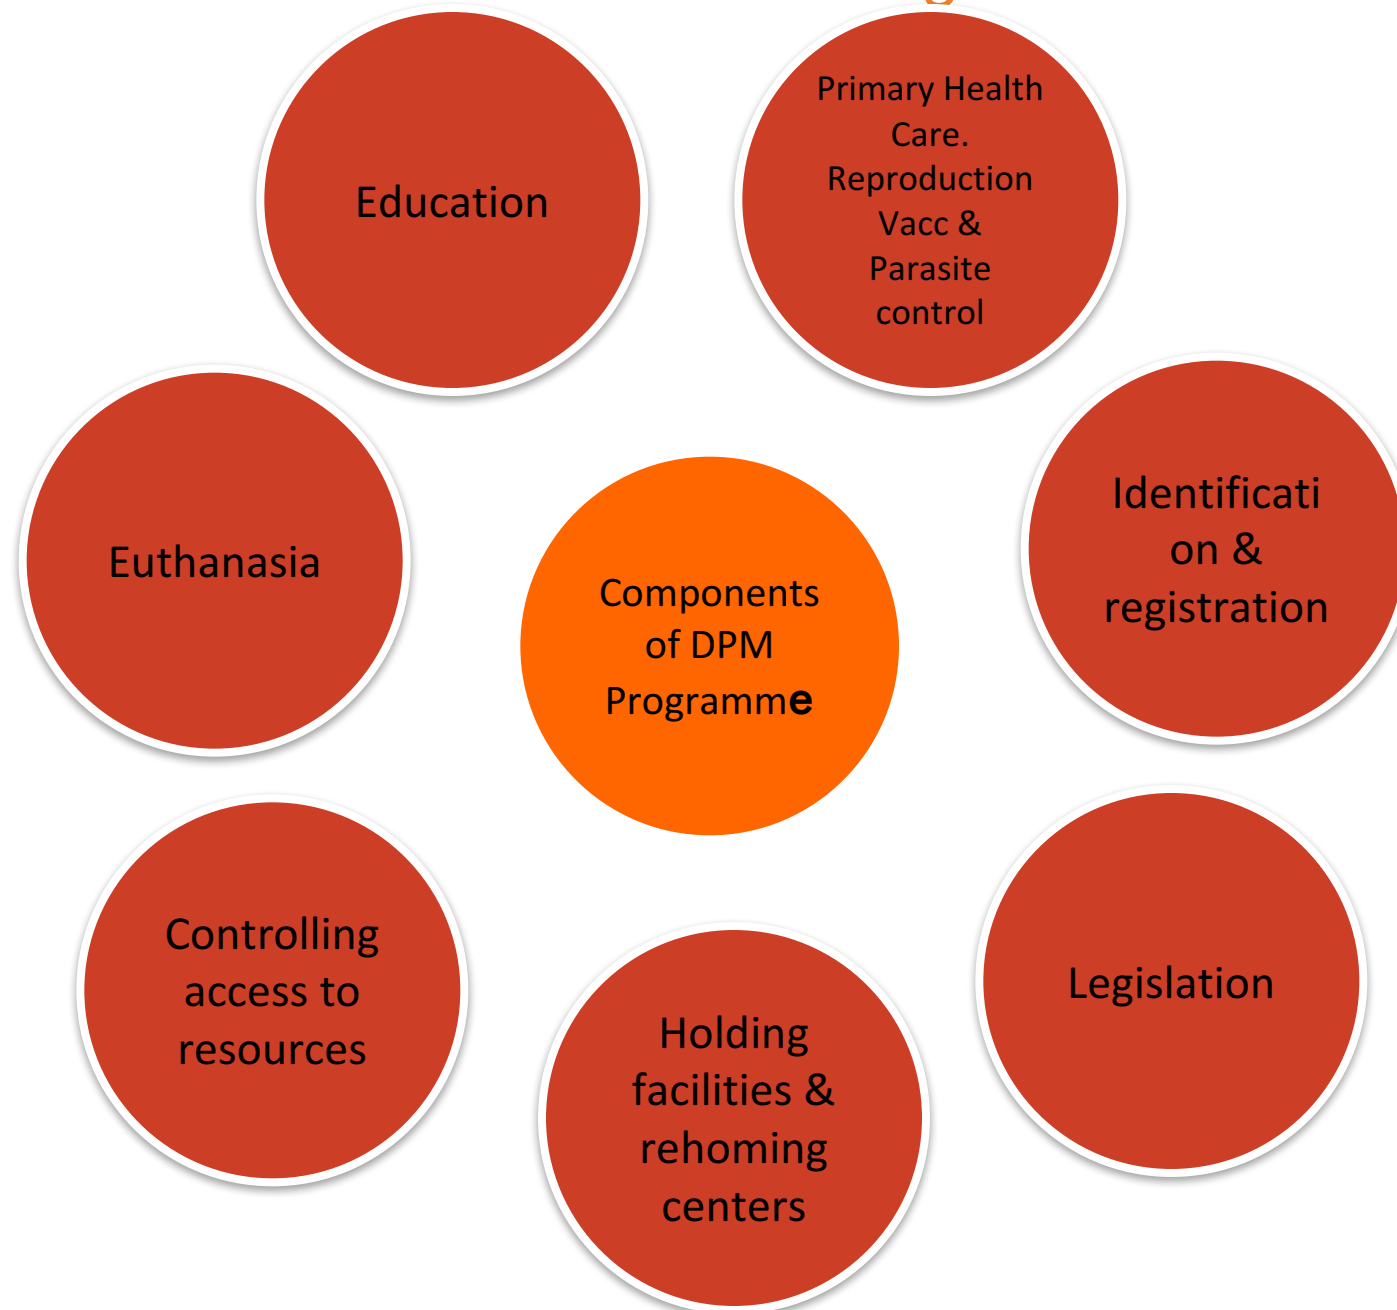 Education
Primary Health
Care.
Reproduction
Vacc &
Parasite
control
Euthanasia
Identificati
on &
registration
Components
of DPM
Programme
Controlling
access to
resources
Legislation
Holding
facilities &
rehoming
centers